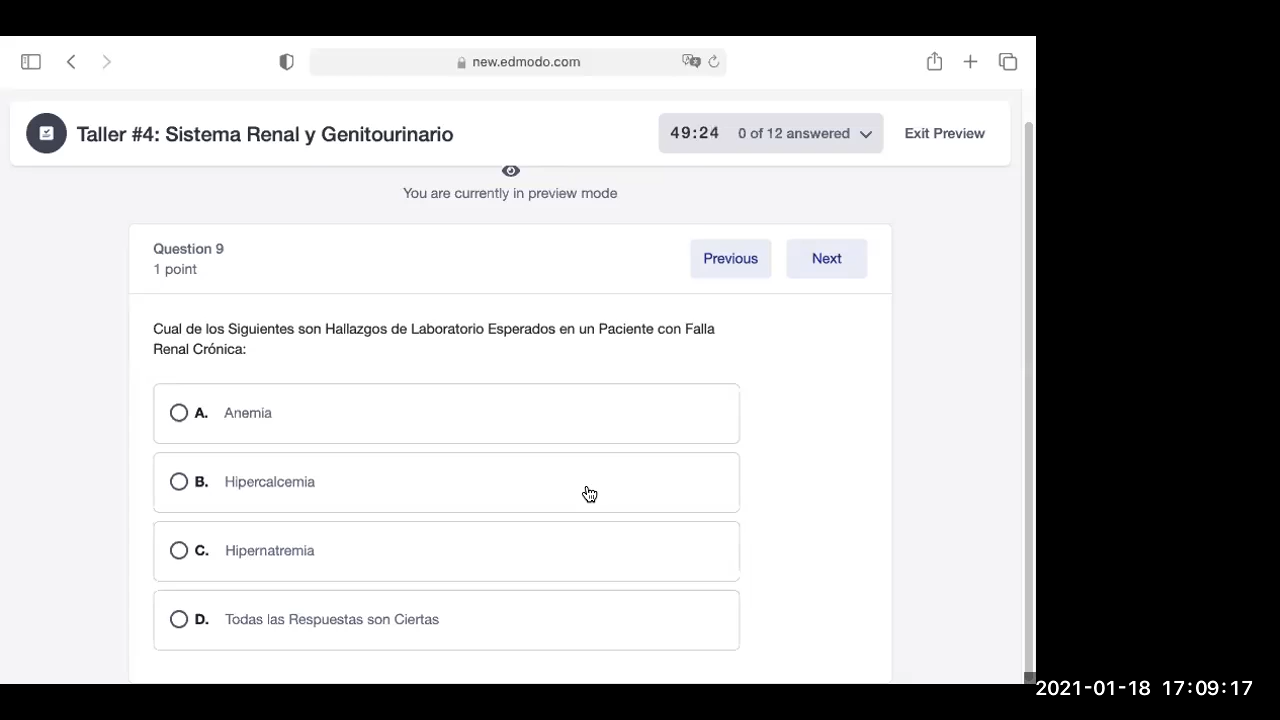 new.edmodo.com
Taller #4: Sistema Renal y Genitourinario
49:24 0 of 12 answered
Exit Preview
You are currently in preview mode
Question 9
1 point
Previous
Next
Cual de los Siguientes son Hallazgos de Laboratorio Esperados en un Paciente con Falla
Renal Crónica:
A. Anemia
B. Hipercalcemia
C. Hipernatremia
D. Todas las Respuestas son Ciertas
2021-01-18 17:09:17